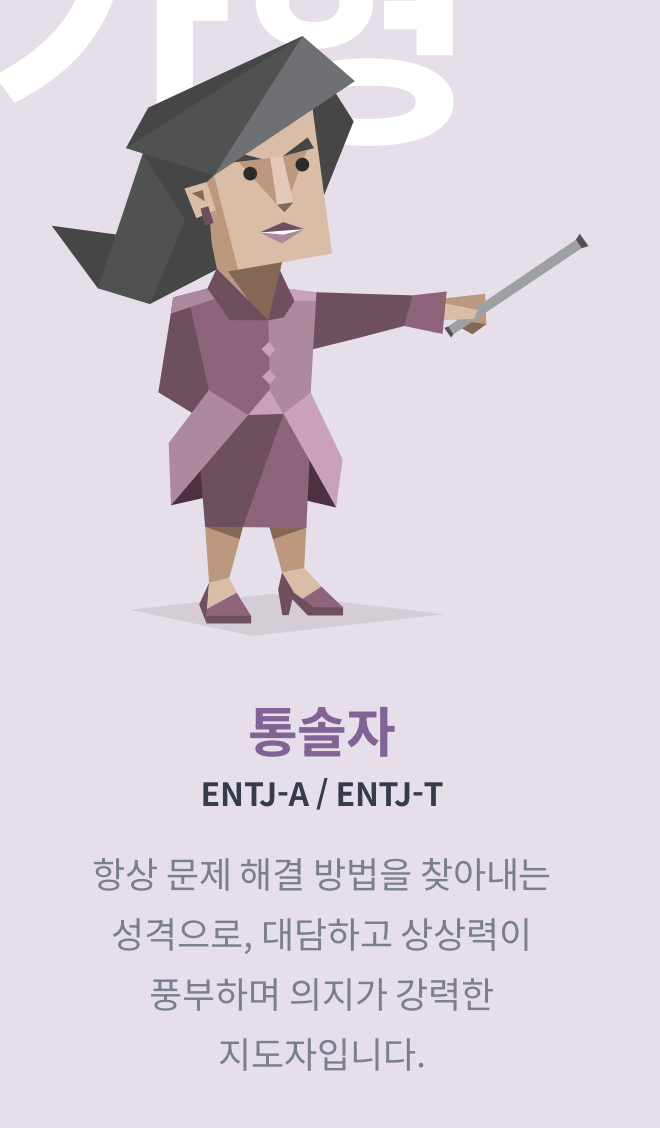 가형
통솔자
ENTJ-A / ENTJ-T
항상 문제 해결 방법을 찾아내는
성격으로, 대담하고 상상력이
풍부하며 의지가 강력한
지도자입니다.